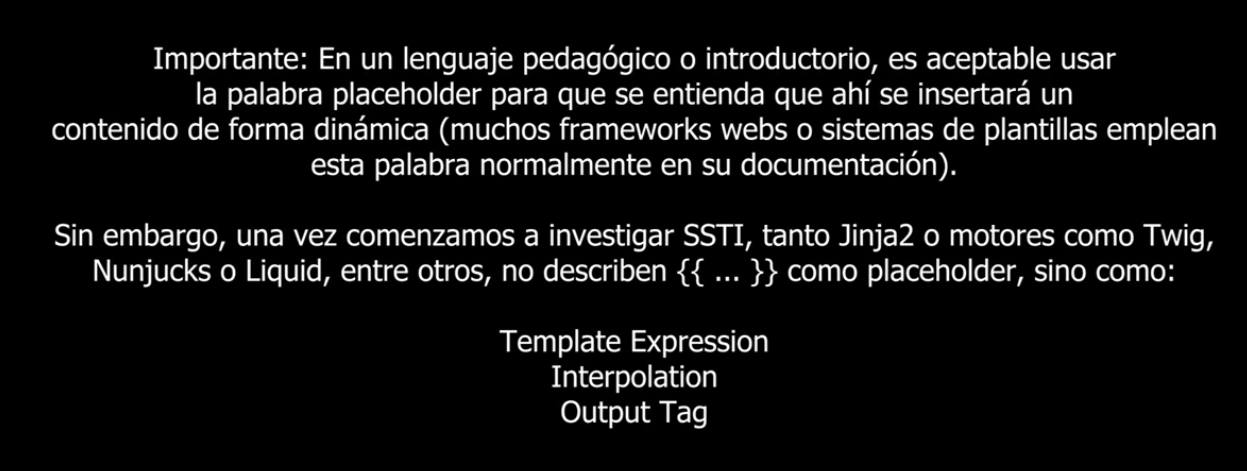 Importante: En un lenguaje pedagógico o introductorio, es aceptable usar
la palabra placeholder para que se entienda que ahí se insertará un
contenido de forma dinámica (muchos frameworks webs o sistemas de plantillas emplean
esta palabra normalmente en su documentación).
Sin embargo, una vez comenzamos a investigar SSTI, tanto Jinja2 o motores como Twig,
Nunjucks o Liquid, entre otros, no describen {{ ... }} como placeholder, sino como:
Template Expression
Interpolation
Output Tag